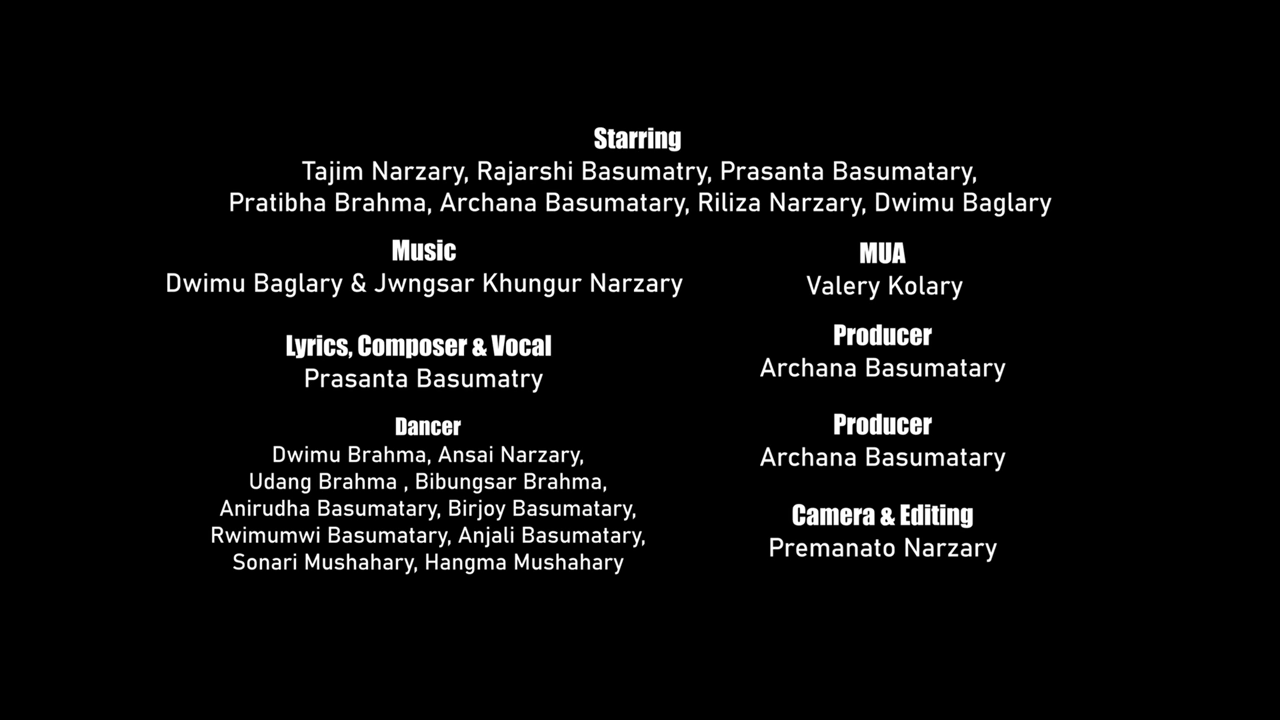 Starring
Tajim Narzary, Rajarshi Basumatry, Prasanta Basumatary,
Pratibha Brahma, Archana Basumatary, Riliza Narzary, Dwimu Baglary
Music
Dwimu Baglary & Jwngsar Khungur Narzary
Lyrics, Composer & Vocal
Prasanta Basumatry
Dancer
Dwimu Brahma, Ansai Narzary,
Udang Brahma , Bibungsar Brahma,
Anirudha Basumatary, Birjoy Basumatary,
Rwimumwi Basumatary, Anjali Basumatary,
Sonari Mushahary, Hangma Mushahary
MUA
Valery Kolary
Producer
Archana Basumatary
Producer
Archana Basumatary
Camera & Editing
Premanato Narzary